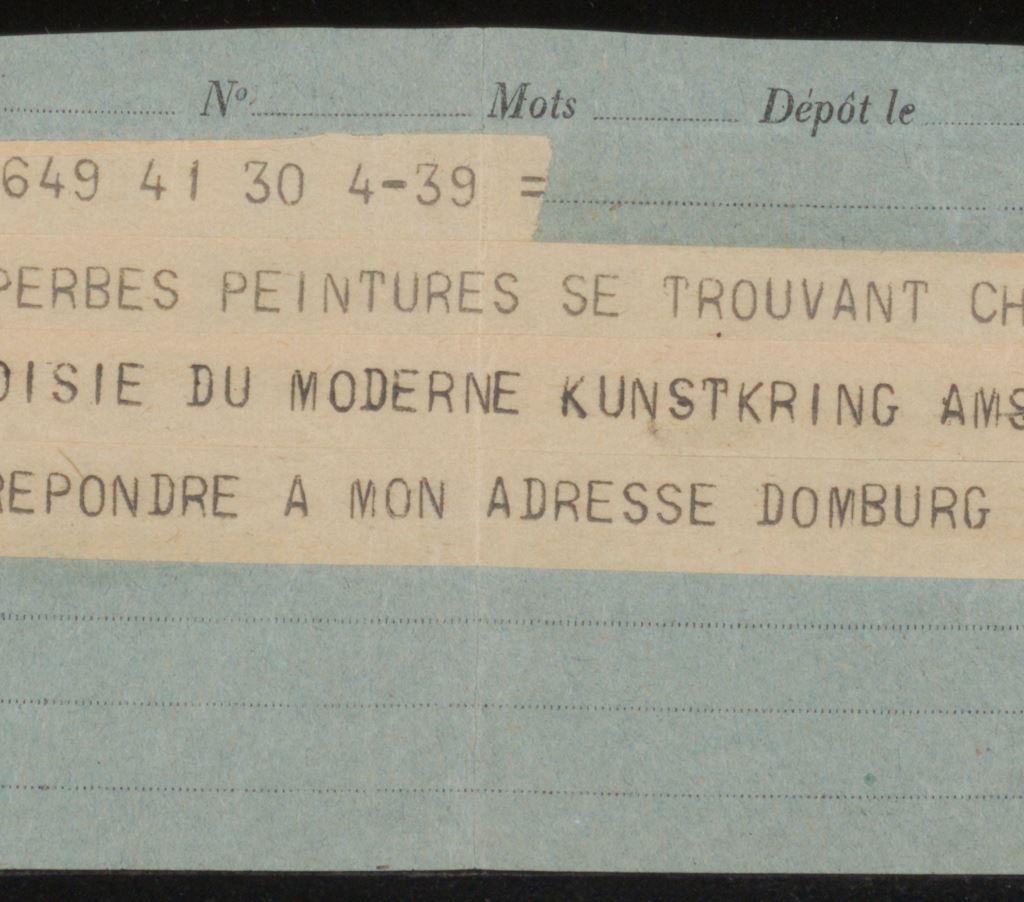 No. Mots Dépôt le
649 41 30 4-39 =
PERBES PEINTURES SE TROUVANT CH
OISIE DU MODERNE KUNSTKRING AMS
REPONDRE A MON ADRESSE DOMBURG